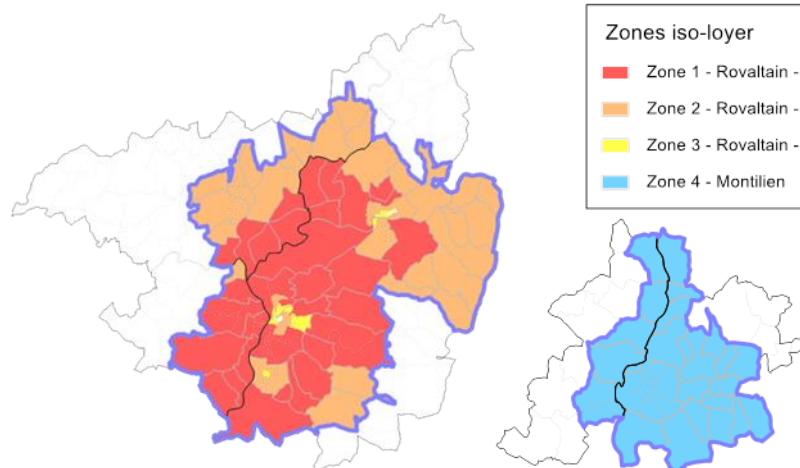 Zones iso-loyer
Zone 1 - Rovaltain -
Zone 2 - Rovaltain -
Zone 3 - Rovaltain -
Zone 4 - Montilien